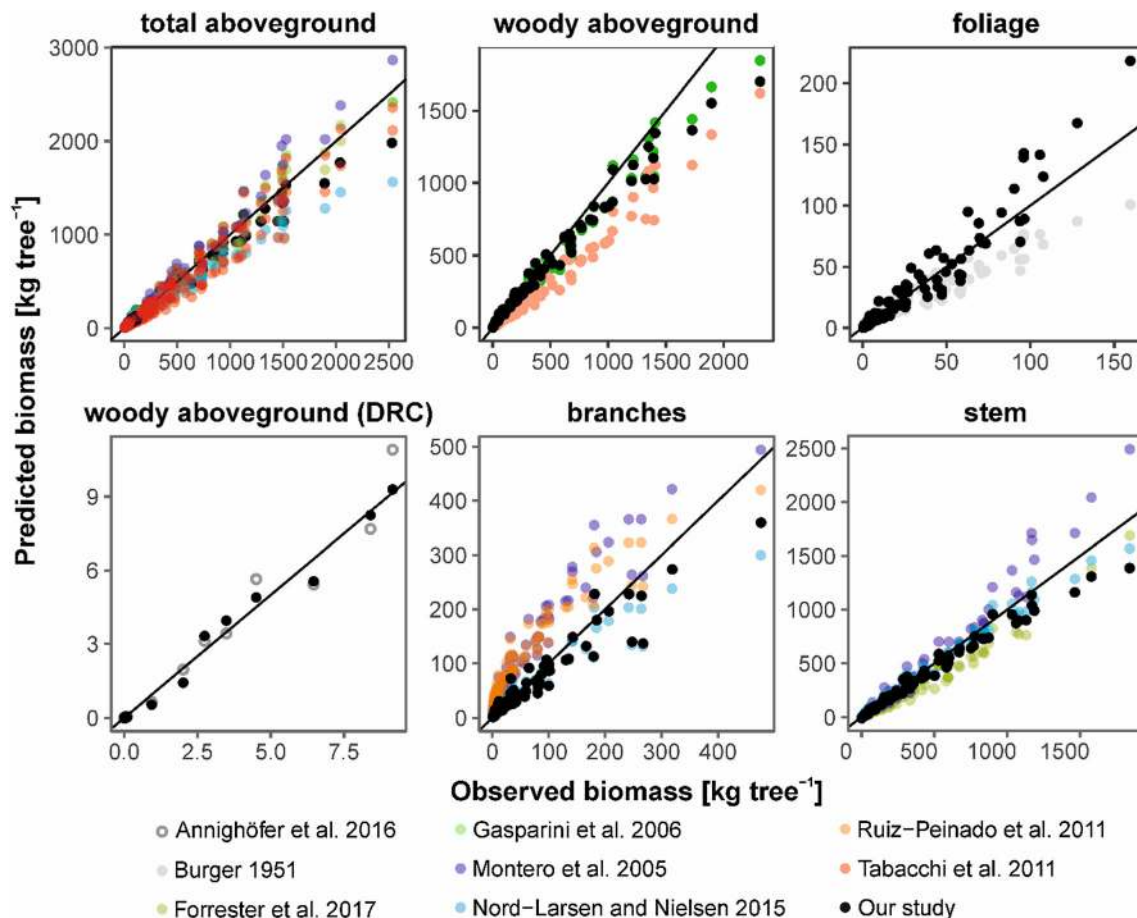 total aboveground
woody aboveground
foliage
3000
2000
1000
0
0 500 1000 1500 2000 2500
1500
1000
500
0
0 500 1000 1500 2000
200
150
100
50
0
0 50 100 150
Predicted biomass [kg tree⁻¹]
woody aboveground (DRC)
branches
stem
9
6
3
0
0.0 2.5 5.0 7.5
500
400
300
200
100
0
0 100 200 300 400
2500
2000
1500
1000
500
0
0 500 1000 1500
Observed biomass [kg tree⁻¹]
Annighöfer et al. 2016
Burger 1951
Forrester et al. 2017
Gasparini et al. 2006
Montero et al. 2005
Nord−Larsen and Nielsen 2015
Ruiz−Peinado et al. 2011
Tabacchi et al. 2011
Our study